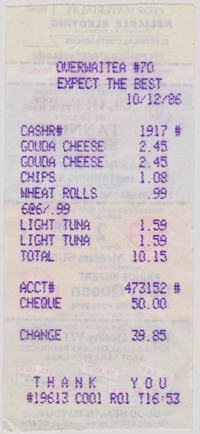 OVERWAITEA #70
EXPECT THE BEST
10/12/86
CASHR# 1917 #
GOUDA CHEESE 2.45
GOUDA CHEESE 2.45
CHIPS 1.08
WHEAT ROLLS .99
6@6/.99
LIGHT TUNA 1.59
LIGHT TUNA 1.59
TOTAL 10.15
ACCT# 473152 #
CHEQUE 50.00
CHANGE 39.85
THANK YOU
#19613 C001 R01 T16:53